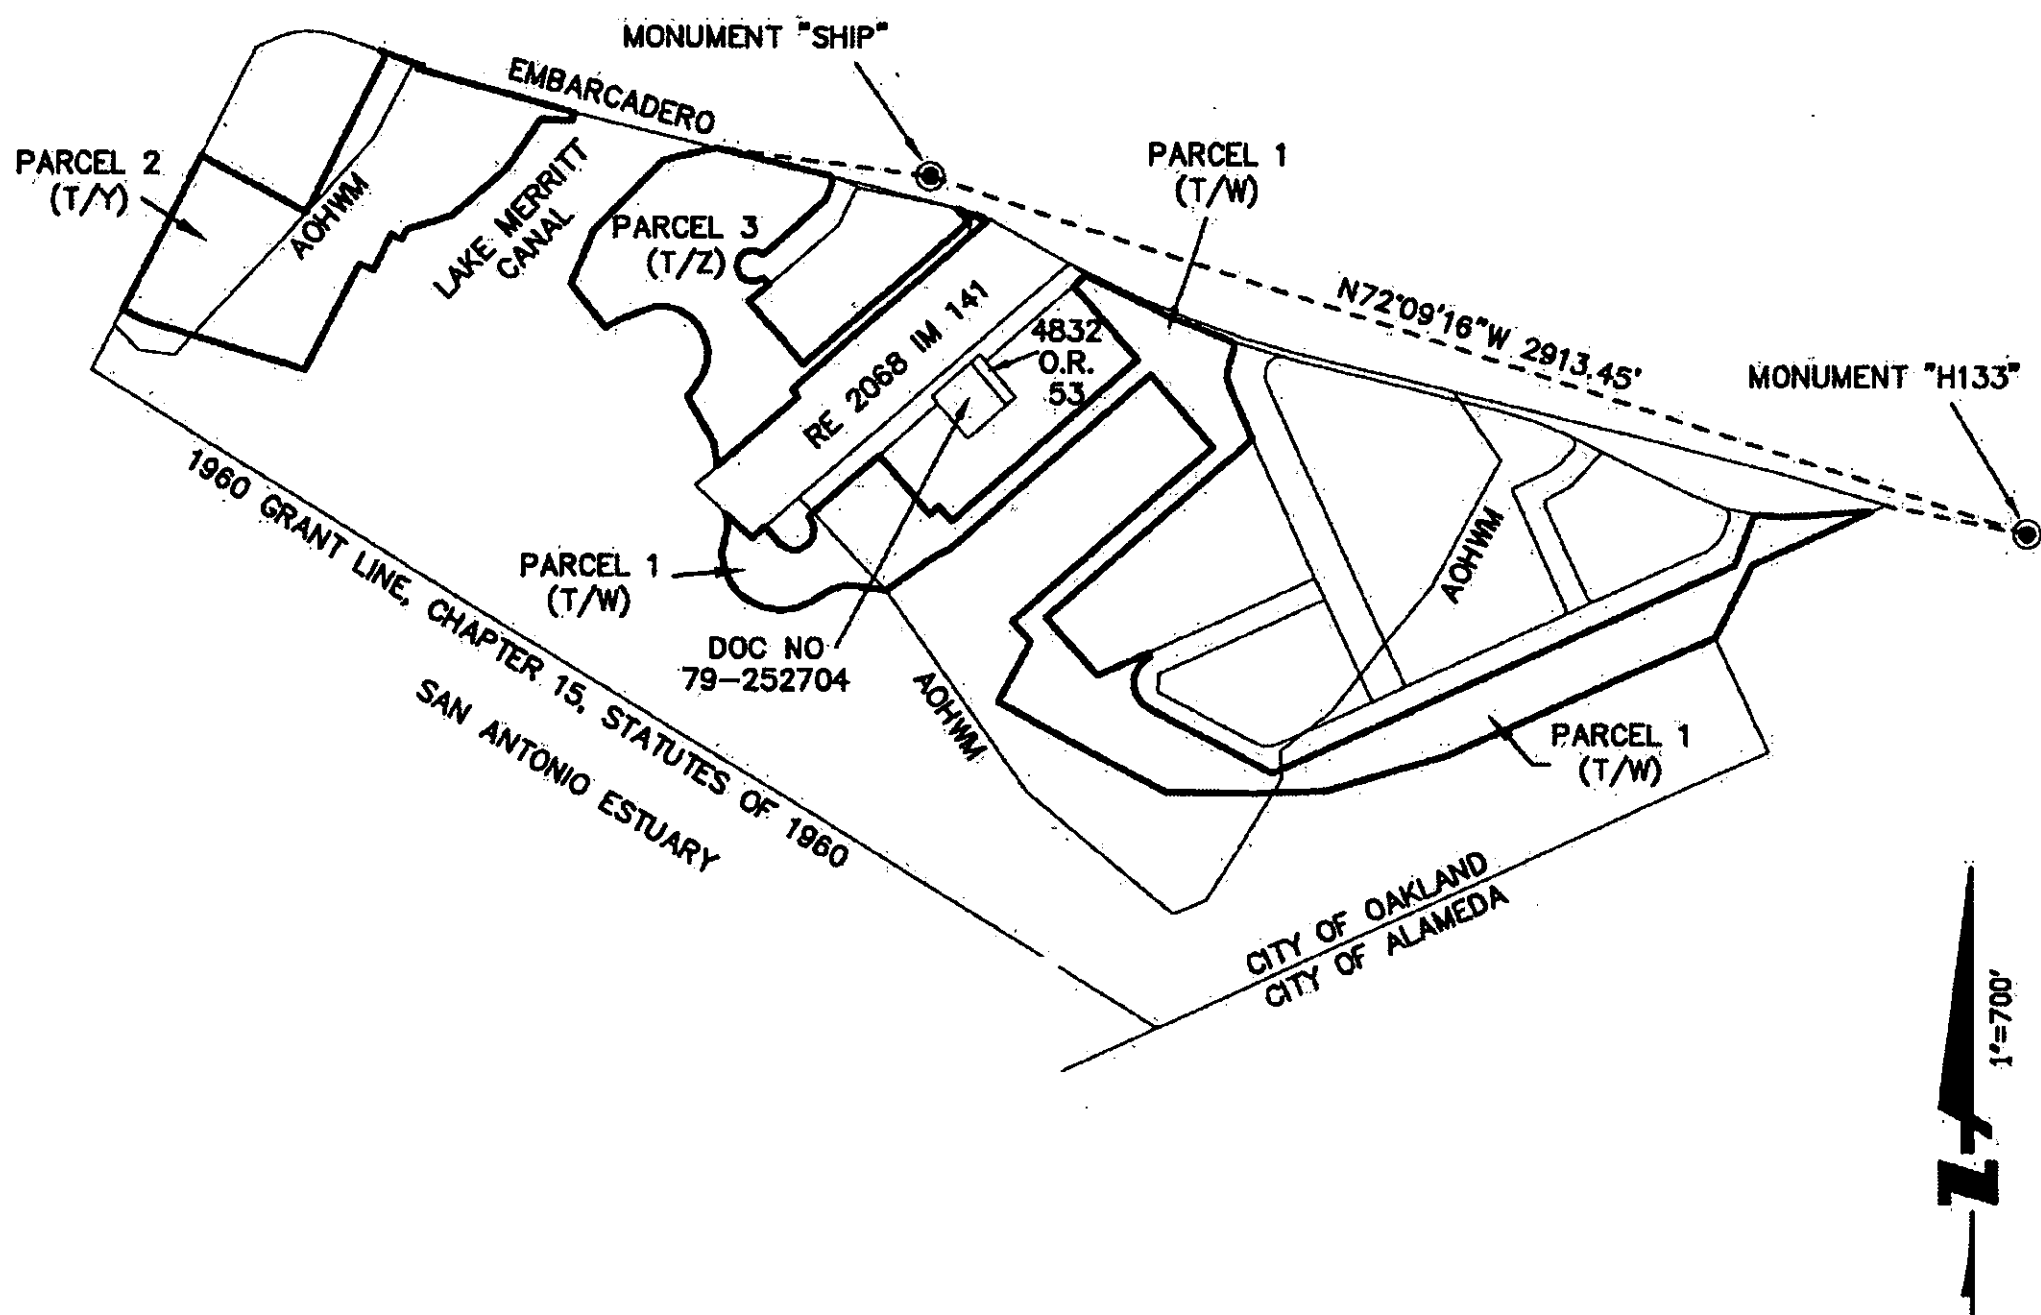 MONUMENT "SHIP"
EMBARCADERO
PARCEL 2
(T/Y)
AOHWM
LAKE MERRITT
CANAL
PARCEL 3
(T/Z)
PARCEL 1
(T/W)
RE 2068 IM 141
4832
O.R.
53
N72°09'16"W 2913.45'
MONUMENT "H133"
1960 GRANT LINE, CHAPTER 15, STATUTES OF 1960
SAN ANTONIO ESTUARY
PARCEL 1
(T/W)
DOC NO
79-252704
AOHWM
AOHWM
PARCEL 1
(T/W)
CITY OF OAKLAND
CITY OF ALAMEDA
1"=700'
Z